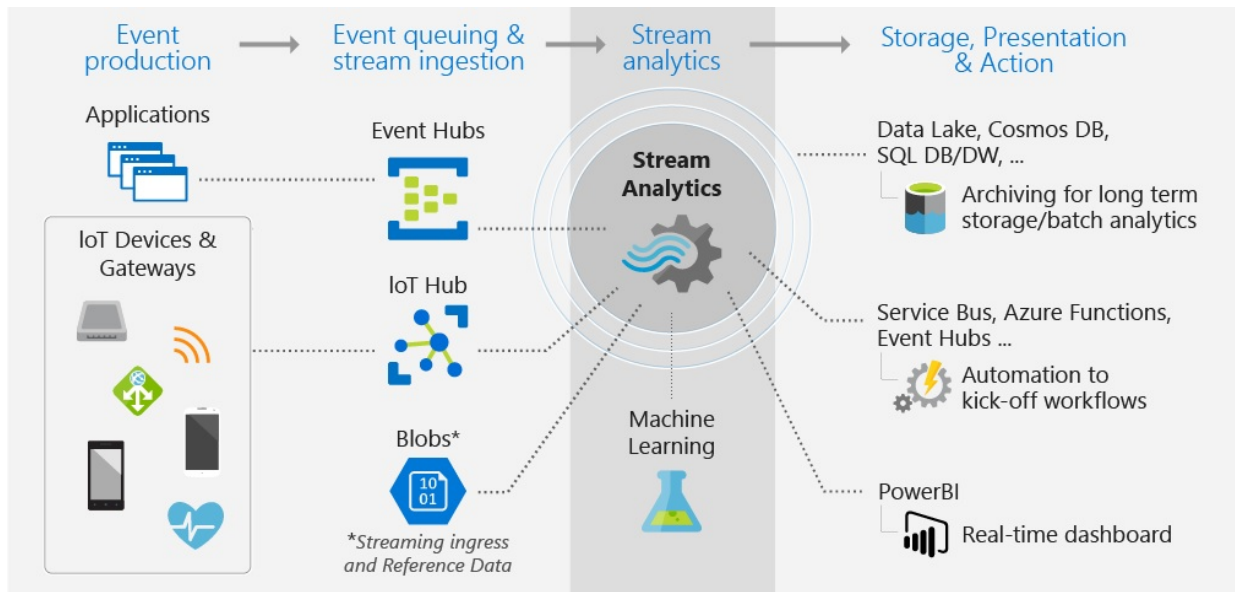 Event
production
Event queuing &
stream ingestion
Stream
analytics
Storage, Presentation
& Action
Applications
IoT Devices &
Gateways
Event Hubs
IoT Hub
Blobs*
10
01
*Streaming ingress
and Reference Data
Stream
Analytics
Machine
Learning
Data Lake, Cosmos DB,
SQL DB/DW, ...
Archiving for long term
storage/batch analytics
Service Bus, Azure Functions,
Event Hubs ...
Automation to
kick-off workflows
PowerBI
Real-time dashboard